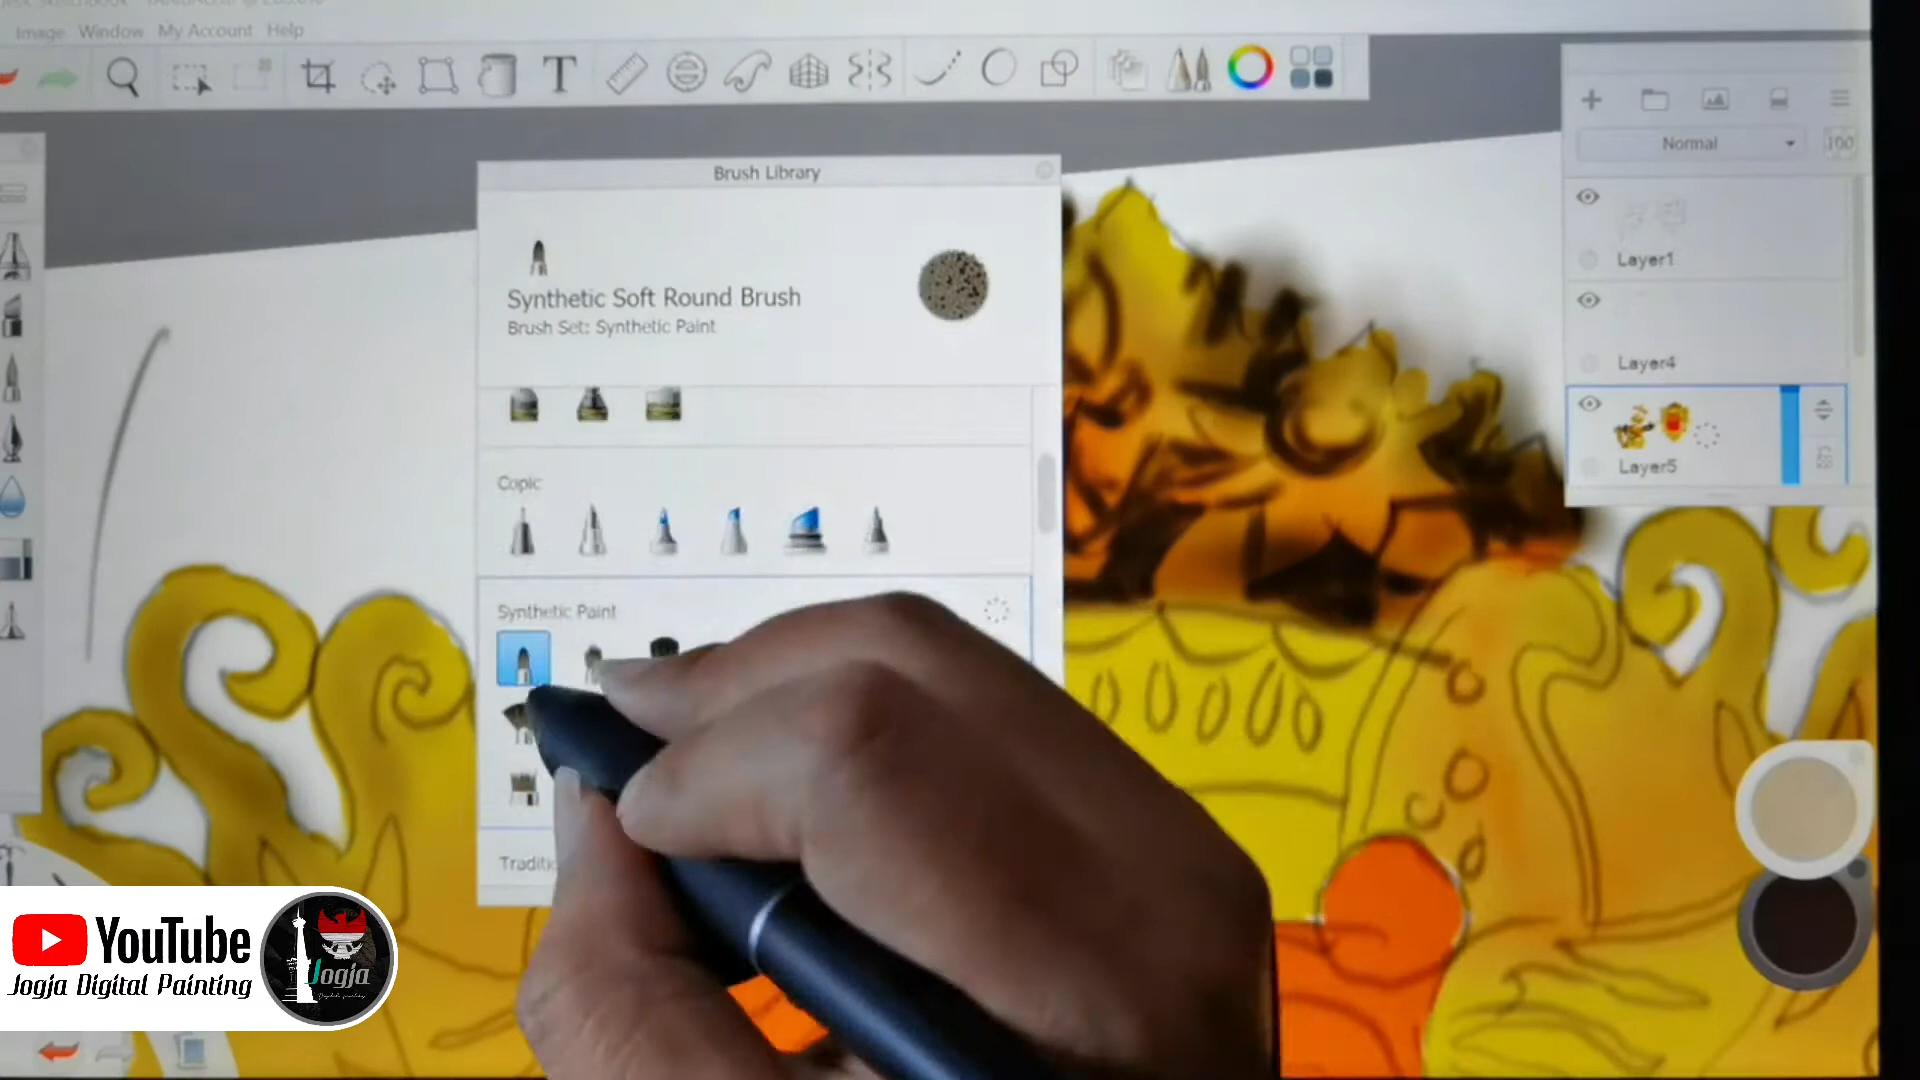 Image Window My Account Help
T
Brush Library
Synthetic Soft Round Brush
Brush Set: Synthetic Paint
Copic
Synthetic Paint
Normal
100
Layer1
Layer4
Layer5
YouTube
Jogja Digital Painting
Jogja